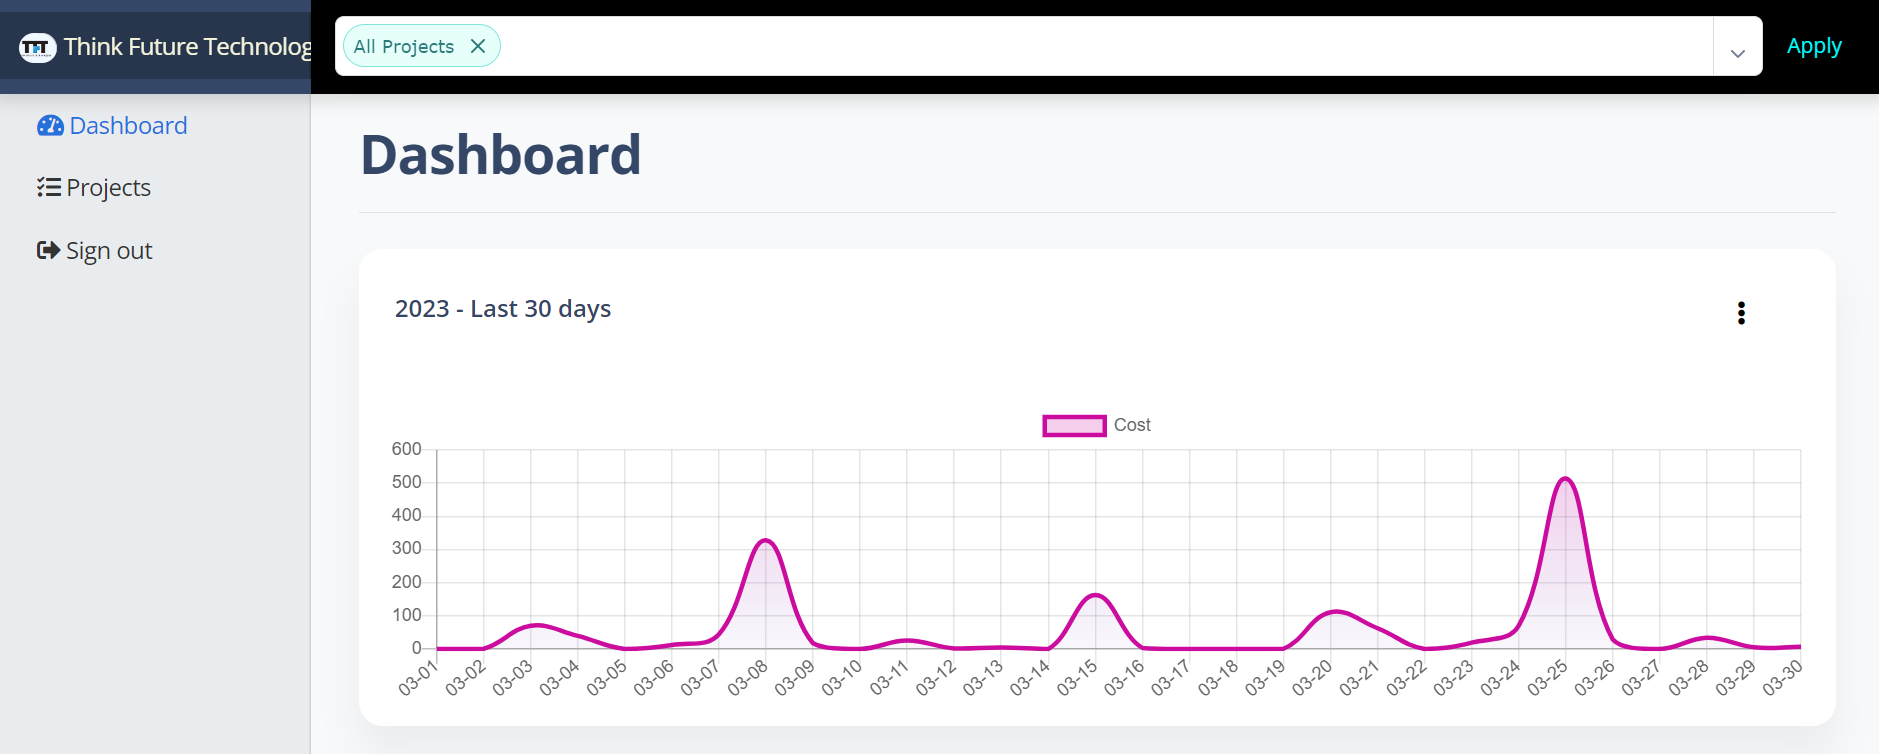 Think Future Technolog
All Projects
Apply
Dashboard
Projects
Sign out
Dashboard
2023 - Last 30 days
Cost
600
500
400
300
200
100
0
03-01 03-02 03-03 03-04 03-05 03-06 03-07 03-08 03-09 03-10 03-11 03-12 03-13 03-14 03-15 03-16 03-17 03-18 03-19 03-20 03-21 03-22 03-23 03-24 03-25 03-26 03-27 03-28 03-29 03-30